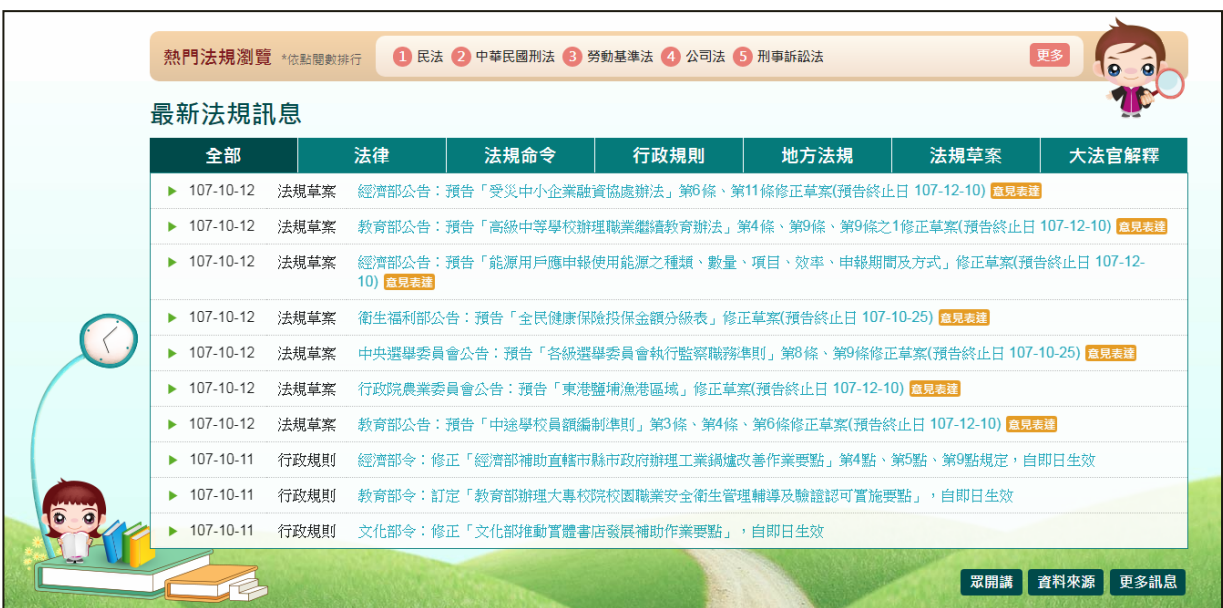 熱門法規瀏覽 *依點閱數排行 1 民法 2 中華民國刑法 3 勞動基準法 4 公司法 5 刑事訴訟法 更多
最新法規訊息
全部 法律 法規命令 行政規則 地方法規 法規草案 大法官解釋
107-10-12 法規草案 經濟部公告：預告「受災中小企業融資協處辦法」第6條、第11條修正草案(預告終止日 107-12-10) 意見表達
107-10-12 法規草案 教育部公告：預告「高級中等學校辦理職業繼續教育辦法」第4條、第9條、第9條之1修正草案(預告終止日 107-12-10) 意見表達
107-10-12 法規草案 經濟部公告：預告「能源用戶應申報使用能源之種類、數量、項目、效率、申報期間及方式」修正草案(預告終止日 107-12-
10) 意見表達
107-10-12 法規草案 衛生福利部公告：預告「全民健康保險投保金額分級表」修正草案(預告終止日 107-10-25) 意見表達
107-10-12 法規草案 中央選舉委員會公告：預告「各級選舉委員會執行監察職務準則」第8條、第9條修正草案(預告終止日 107-10-25) 意見表達
107-10-12 法規草案 行政院農業委員會公告：預告「東港鹽埔漁港區域」修正草案(預告終止日 107-12-10) 意見表達
107-10-12 法規草案 教育部公告：預告「中途學校員額編制準則」第3條、第4條、第6條修正草案(預告終止日 107-12-10) 意見表達
107-10-11 行政規則 經濟部令：修正「經濟部補助直轄市縣市政府辦理工業鍋爐改善作業要點」第4點、第5點、第9點規定，自即日生效
107-10-11 行政規則 教育部令：訂定「教育部辦理大專校院校園職業安全衛生管理輔導及驗證認可實施要點」，自即日生效
107-10-11 行政規則 文化部令：修正「文化部推動實體書店發展補助作業要點」，自即日生效
眾開講 資料來源 更多訊息